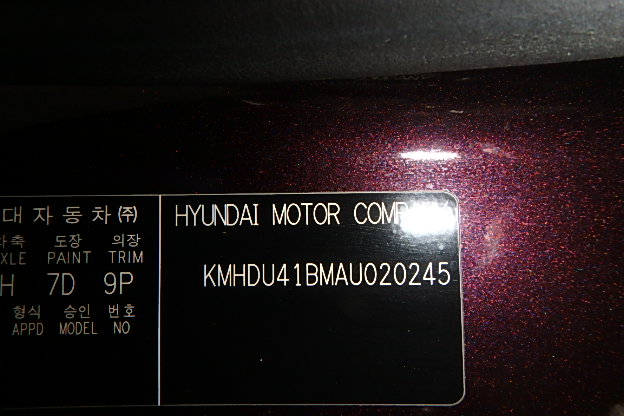 대자동차㈜
축 도장 의장
XLE PAINT TRIM
H 7D 9P
형식 승인 번호
APPD MODEL NO
HYUNDAI MOTOR
KMHDU41BMAU020245